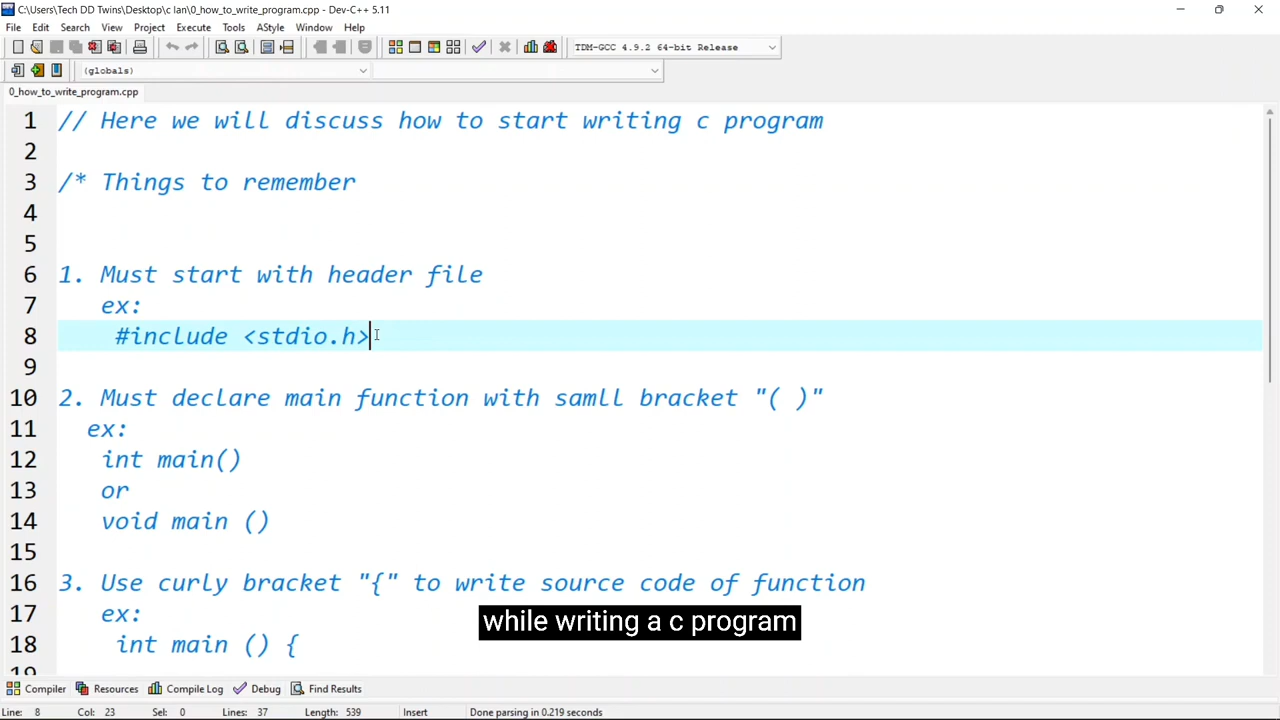 C:\Users\Tech DD Twins\Desktop\c lan\0_how_to_write_program.cpp - Dev-C++ 5.11
File Edit Search View Project Execute Tools AStyle Window Help
TDM-GCC 4.9.2 64-bit Release
(globals)
0_how_to_write_program.cpp
1 // Here we will discuss how to start writing c program
2
3 /* Things to remember
4
5
6 1. Must start with header file
7 ex:
8 #include <stdio.h>
9
10 2. Must declare main function with samll bracket "( )"
11 ex:
12 int main()
13 or
14 void main ()
15
16 3. Use curly bracket "{" to write source code of function
17 ex:
18 int main () {
19
while writing a c program
Compiler Resources Compile Log Debug Find Results
Line: 8 Col: 23 Sel: 0 Lines: 37 Length: 539 Insert Done parsing in 0.219 seconds